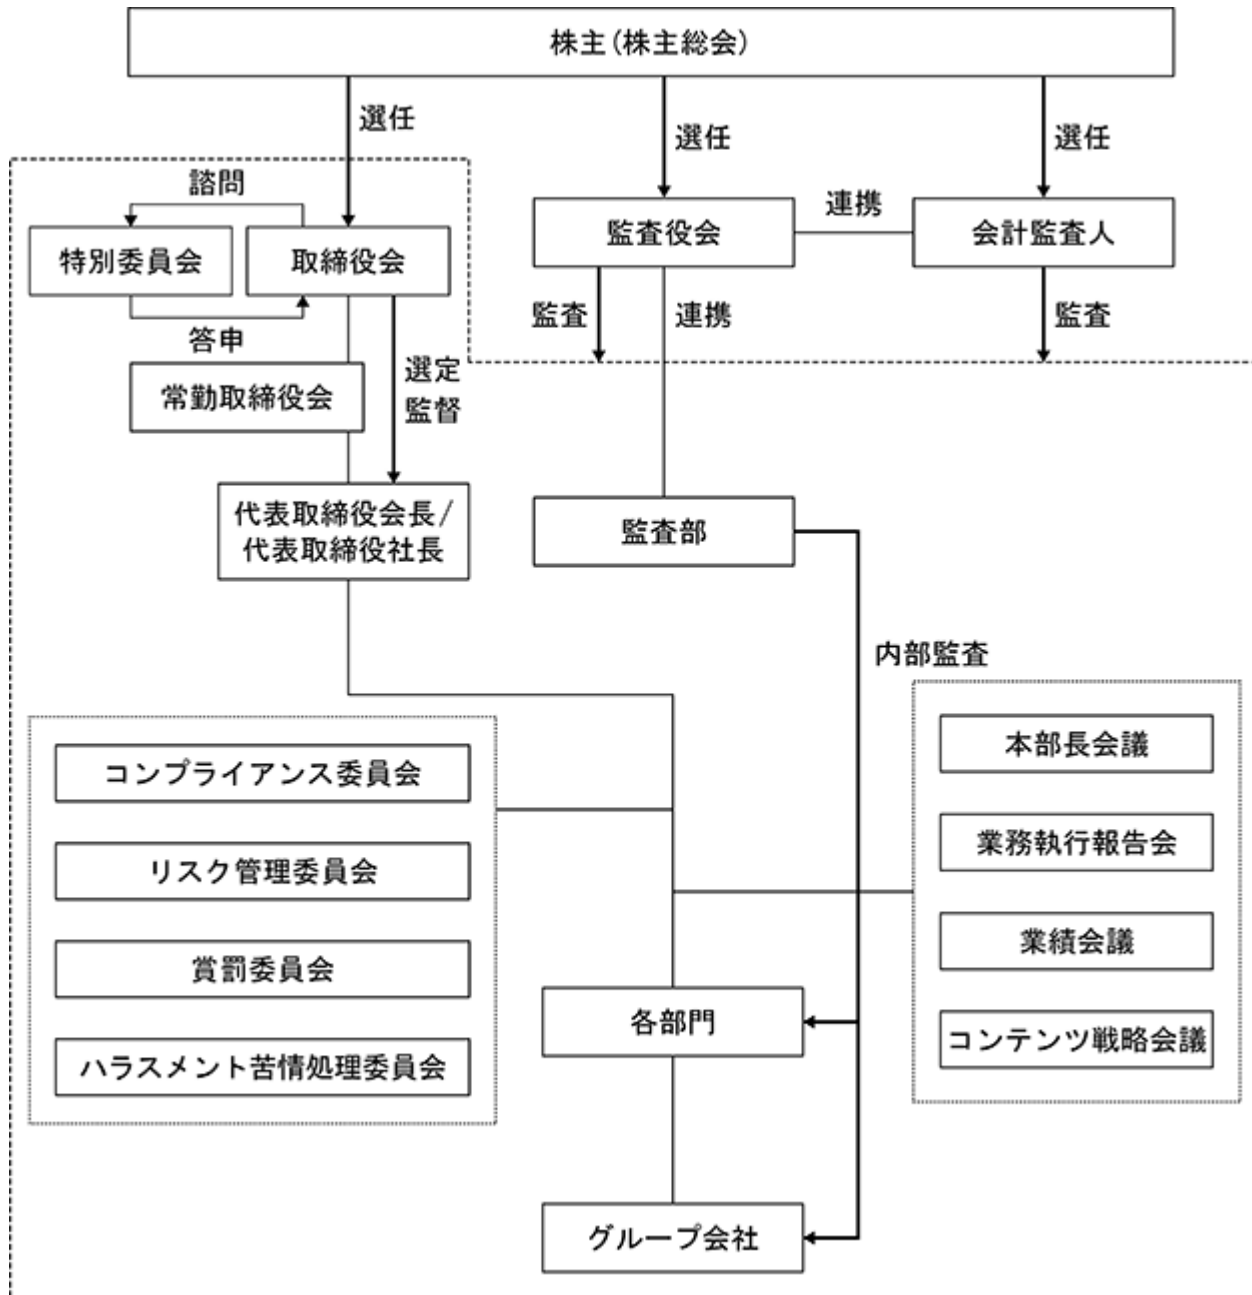 株主(株主総会)
選任
選任
選任
諮問
特別委員会
取締役会
答申
監査役会
連携
会計監査人
監査
連携
監査
常勤取締役会
選定
監督
代表取締役会長/
代表取締役社長
監査部
内部監査
コンプライアンス委員会
リスク管理委員会
賞罰委員会
ハラスメント苦情処理委員会
本部長会議
業務執行報告会
業績会議
コンテンツ戦略会議
各部門
グループ会社